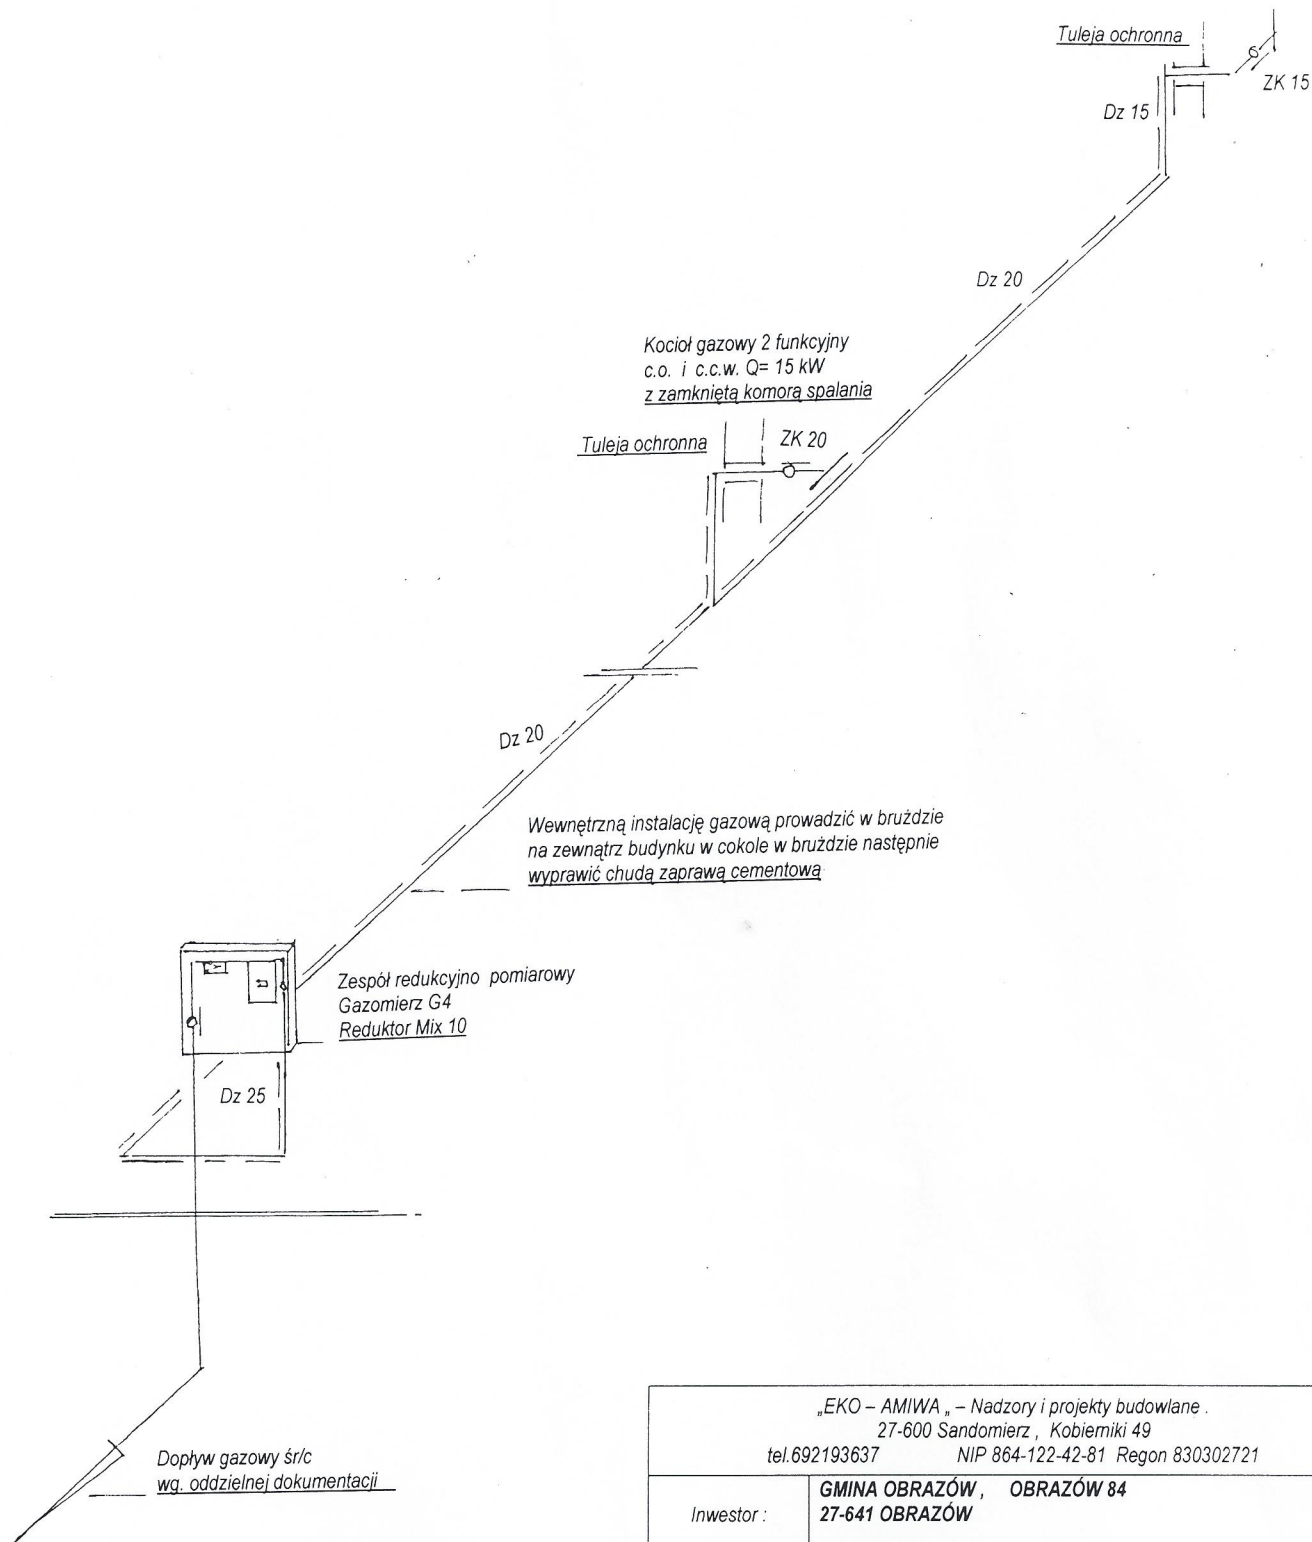 Tuleja ochronna
ZK 15
Dz 15
Dz 20
Kocioł gazowy 2 funkcyjny
c.o. i c.c.w. Q= 15 kW
z zamkniętą komorą spalania
Tuleja ochronna
ZK 20
Dz 20
Wewnętrzną instalację gazową prowadzić w bruździe
na zewnątrz budynku w cokole w bruździe następnie
wyprawić chudą zaprawą cementową
Zespół redukcyjno pomiarowy
Gazomierz G4
Reduktor Mix 10
Dz 25
Dopływ gazowy śr/c
wg. oddzielnej dokumentacji
„EKO – AMIWA „ – Nadzory i projekty budowlane .
27-600 Sandomierz , Kobierniki 49
tel.692193637 NIP 864-122-42-81 Regon 830302721
Inwestor :
GMINA OBRAZÓW , OBRAZÓW 84
27-641 OBRAZÓW